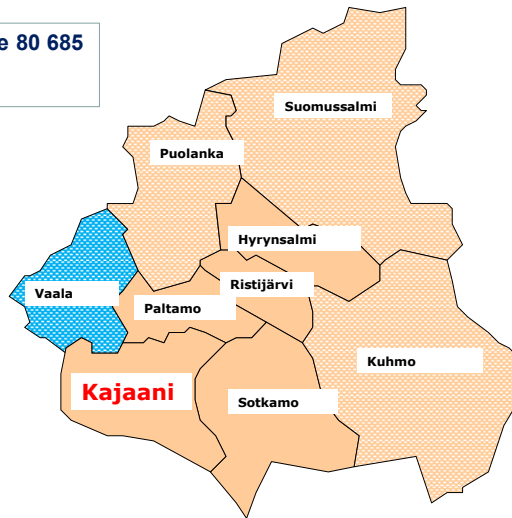 e 80 685
Suomussalmi
Puolanka
Hyrynsalmi
Ristijärvi
Vaala
Paltamo
Kuhmo
Kajaani
Sotkamo